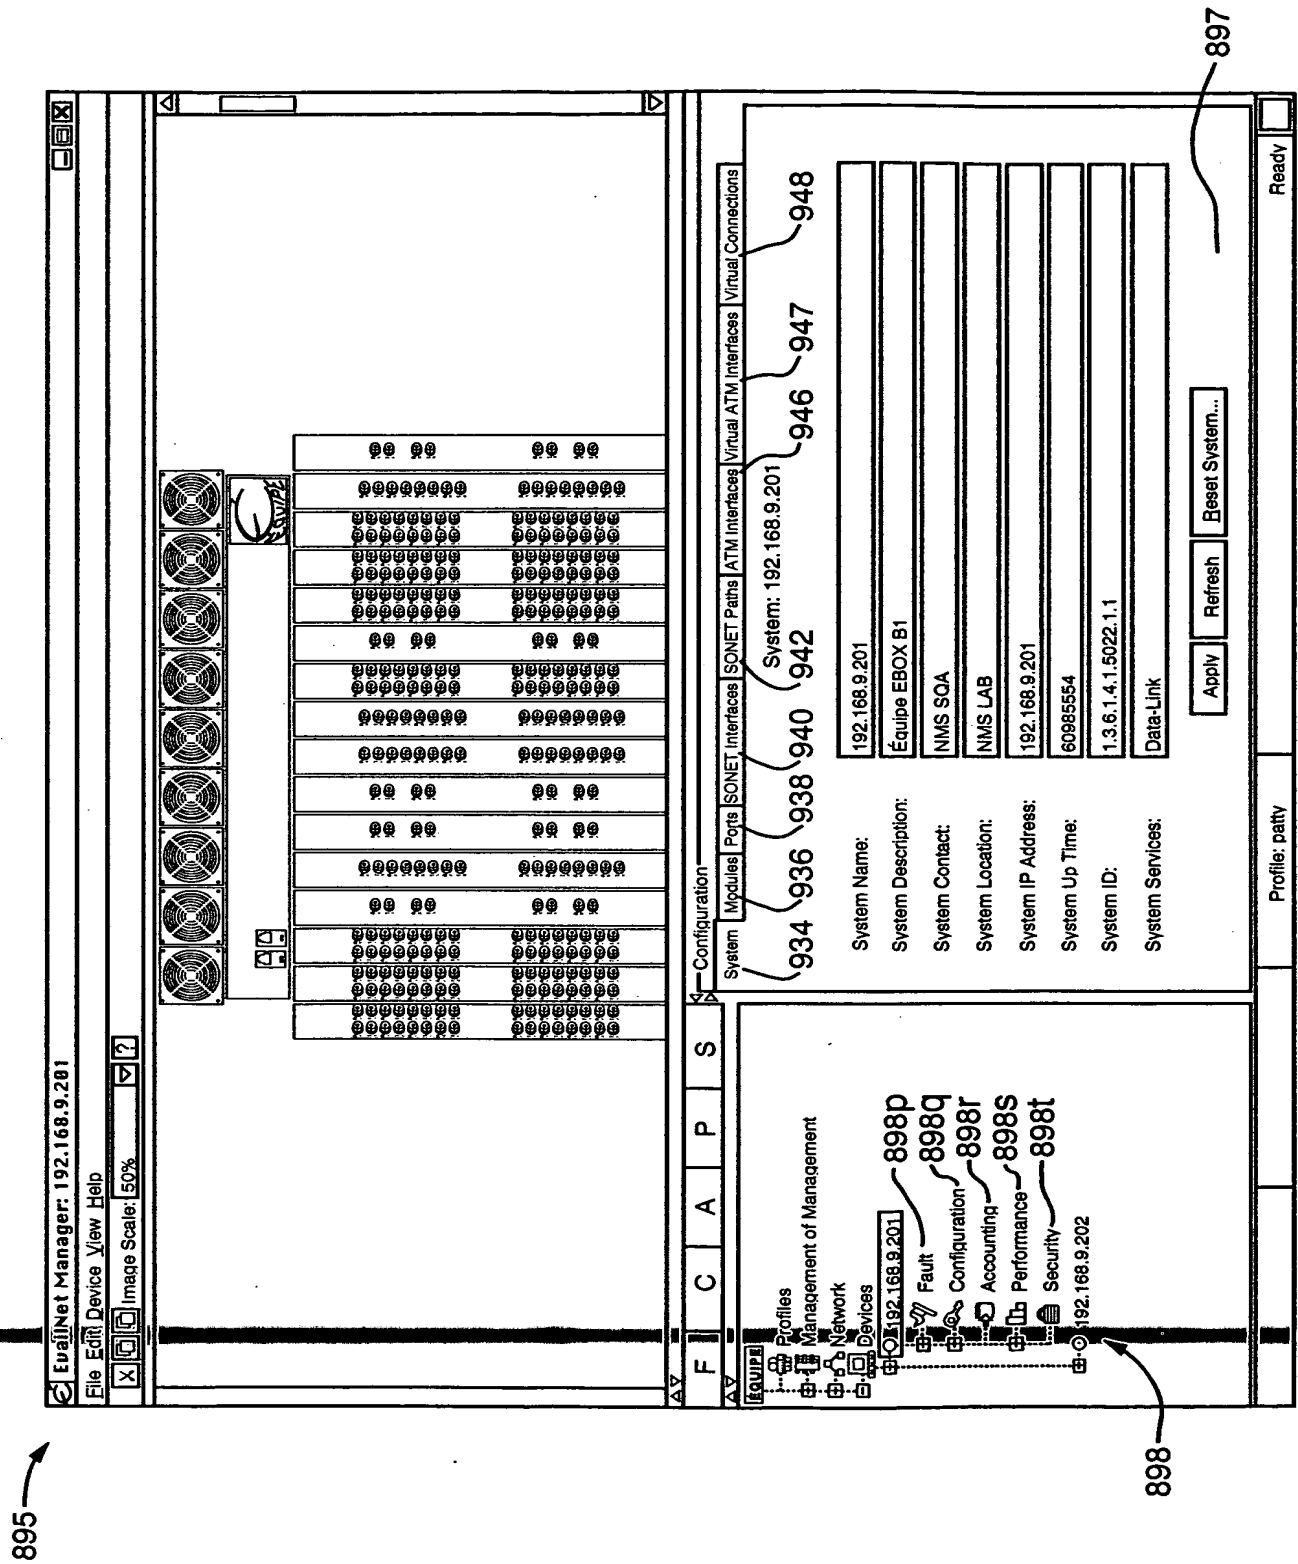 895
EvailNet Manager: 192.168.9.201
File Edit Device View Help
X Image Scale: 50% ?
F C A P S
EQUIPE
Profiles
Management of Management
Network
Devices
192.168.9.201
Fault 898p
Configuration 898q
Accounting 898r
Performance 898s
Security 898t
192.168.9.202
898
Configuration
System Modules Ports SONET Interfaces SONET Paths ATM Interfaces Virtual ATM Interfaces Virtual Connections
System: 192.168.9.201
934 936 938 940 942 946 947 948
System Name: 192.168.9.201
System Description: Équipe EBOX B1
System Contact: NMS SQA
System Location: NMS LAB
System IP Address: 192.168.9.201
System Up Time: 60985554
System ID: 1.3.6.1.4.1.5022.1.1
System Services: Data-Link
Apply Refresh Reset System...
897
Profile: patty Ready